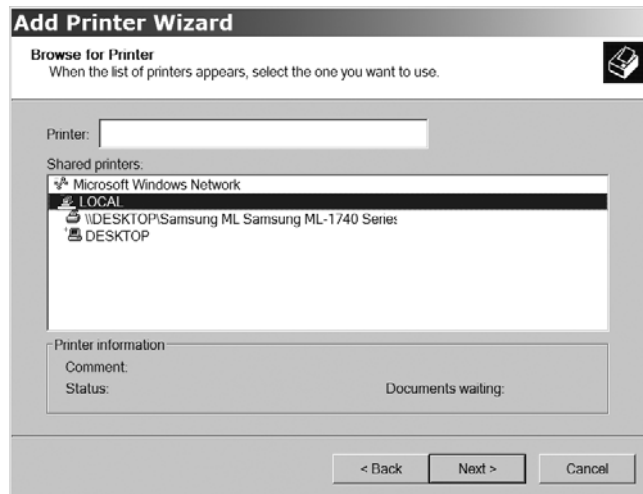 Add Printer Wizard
Browse for Printer
When the list of printers appears, select the one you want to use.
Printer:
Shared printers:
Microsoft Windows Network
LOCAL
\\DESKTOP\Samsung ML Samsung ML-1740 Series
DESKTOP
Printer information
Comment:
Status: Documents waiting:
< Back Next > Cancel